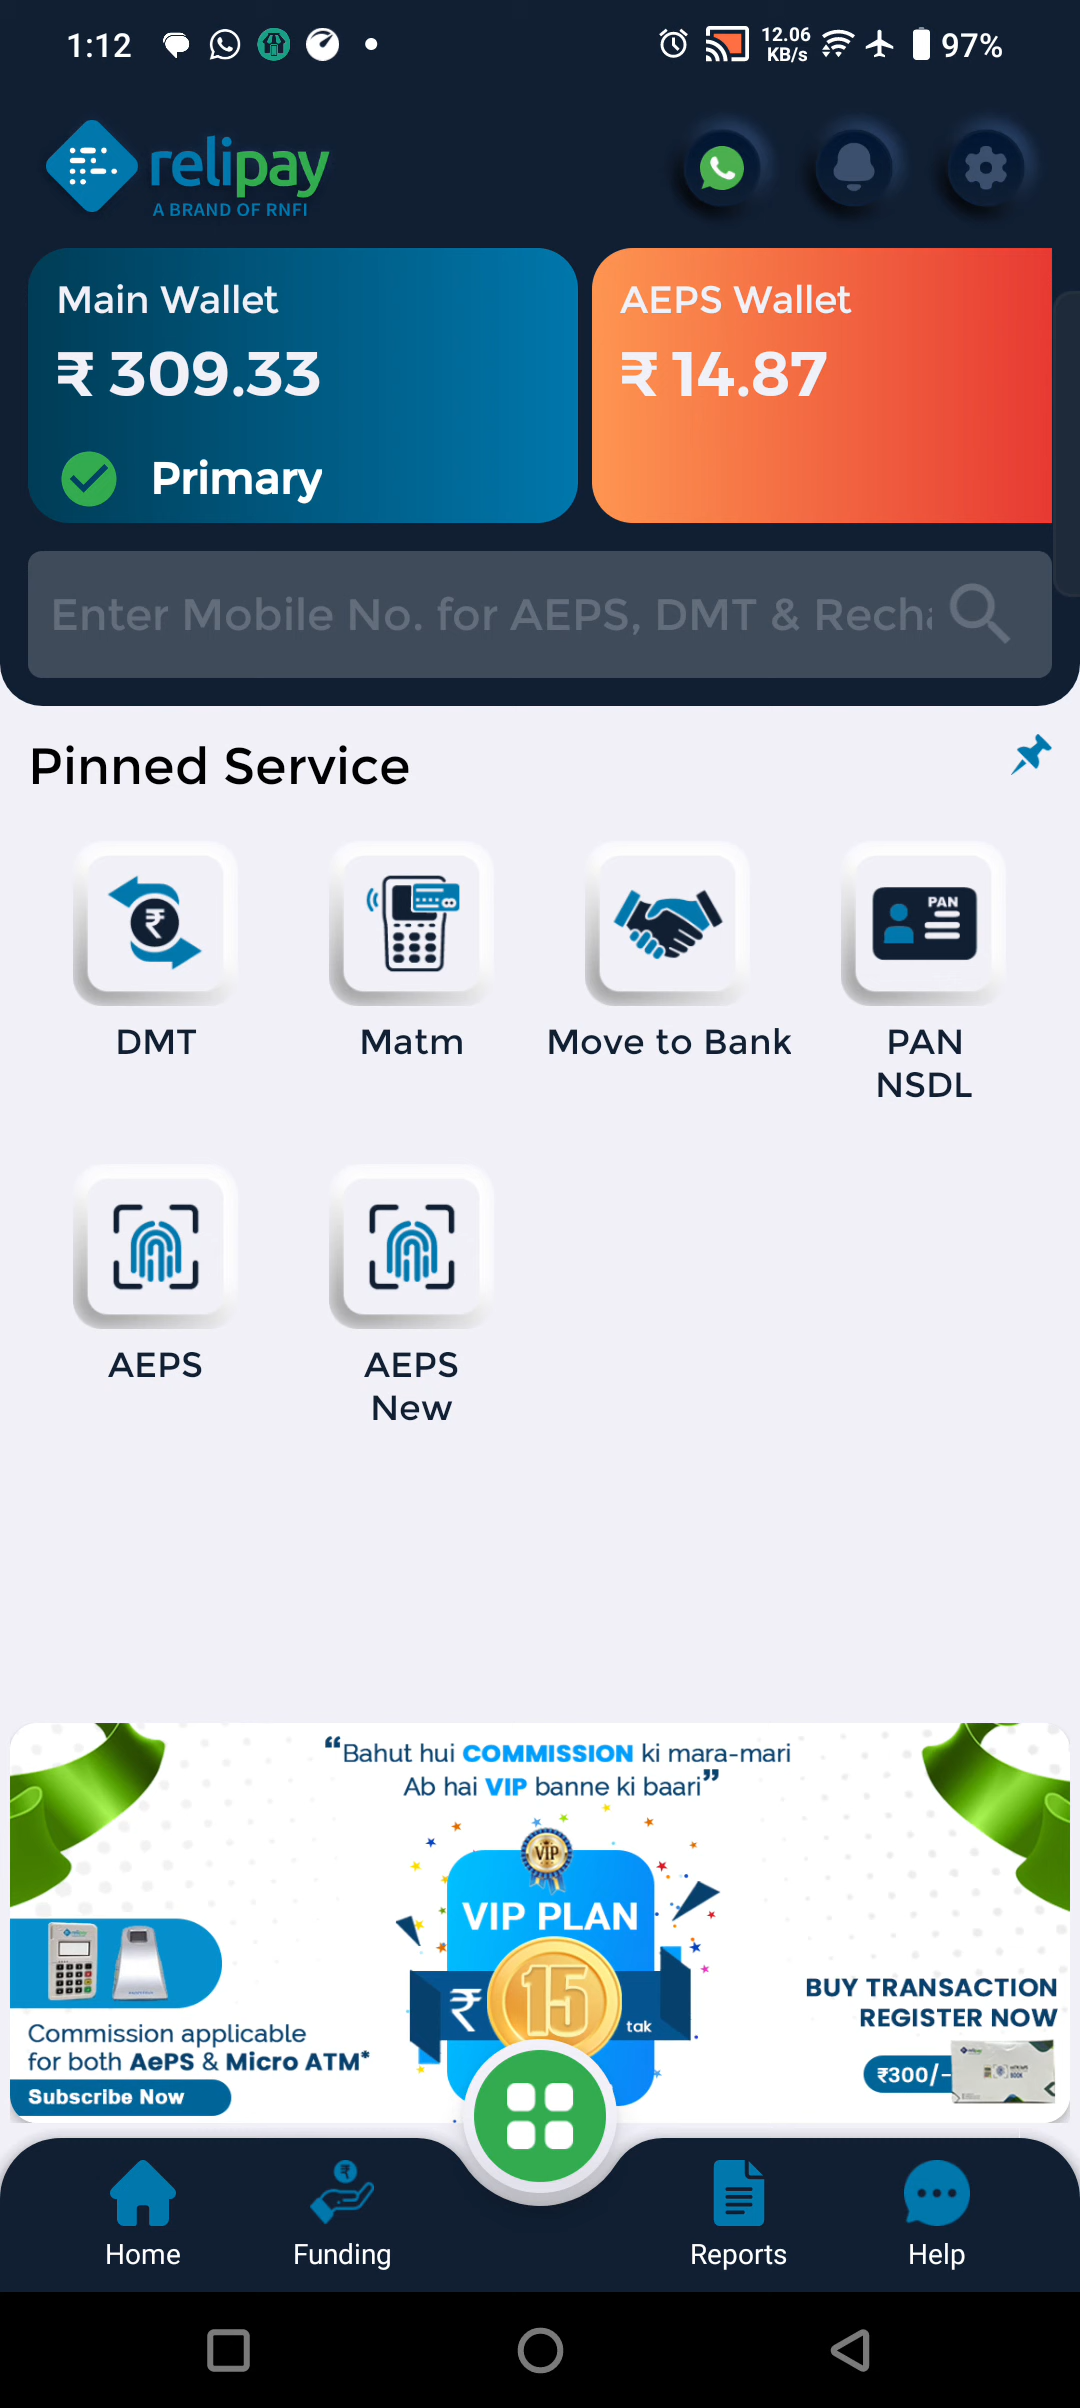 1:12
12.06
KB/s
97%
relipay
A BRAND OF RNFI
Main Wallet
₹ 309.33
Primary
AEPS Wallet
₹ 14.87
Enter Mobile No. for AEPS, DMT & Recha
Pinned Service
DMT
Matm
Move to Bank
PAN
PAN
NSDL
AEPS
AEPS
New
“Bahut hui COMMISSION ki mara-mari
Ab hai VIP banne ki baari”
VIP
VIP PLAN
₹ 15 tak
Commission applicable
for both AePS & Micro ATM*
Subscribe Now
BUY TRANSACTION
REGISTER NOW
₹300/-
Home
Funding
Reports
Help